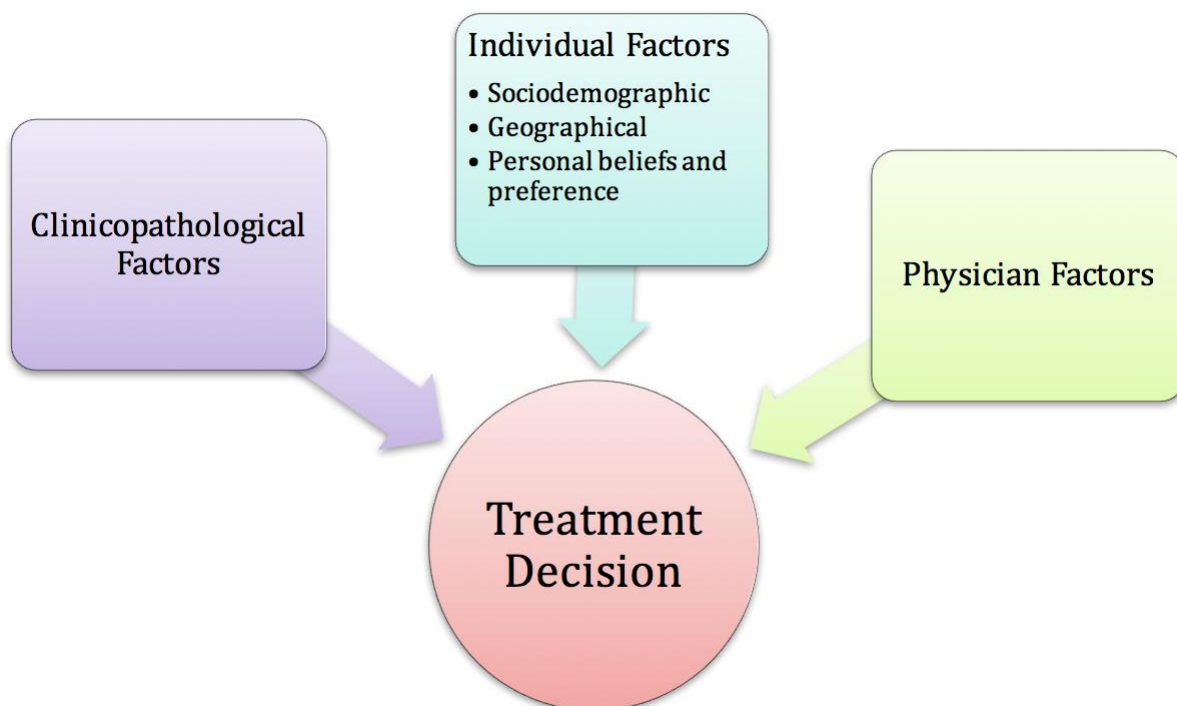 Individual Factors
• Sociodemographic
• Geographical
• Personal beliefs and
preference
Clinicopathological
Factors
Physician Factors
Treatment
Decision